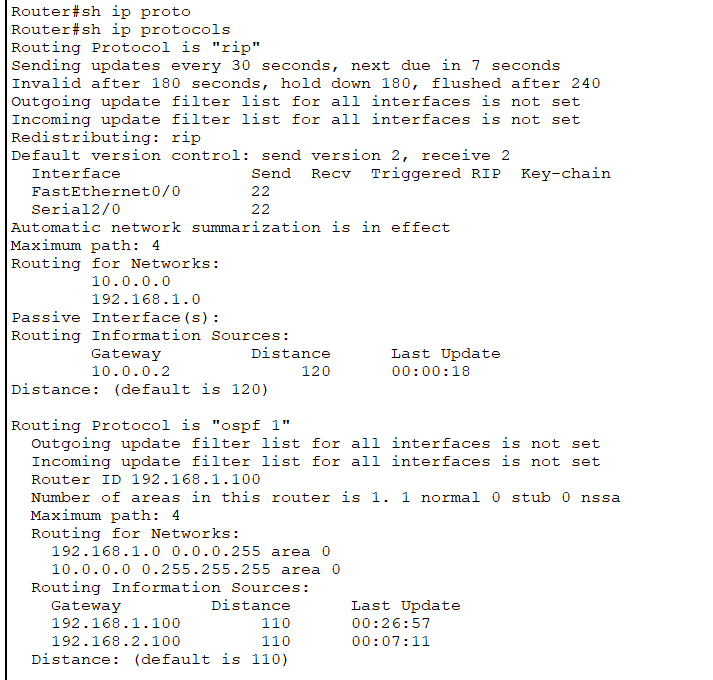 Router#sh ip proto
Router#sh ip protocols
Routing Protocol is "rip"
Sending updates every 30 seconds, next due in 7 seconds
Invalid after 180 seconds, hold down 180, flushed after 240
Outgoing update filter list for all interfaces is not set
Incoming update filter list for all interfaces is not set
Redistributing: rip
Default version control: send version 2, receive 2
  Interface             Send  Recv  Triggered RIP  Key-chain
  FastEthernet0/0       22
  Serial2/0             22
Automatic network summarization is in effect
Maximum path: 4
Routing for Networks:
        10.0.0.0
        192.168.1.0
Passive Interface(s):
Routing Information Sources:
        Gateway         Distance      Last Update
        10.0.0.2             120      00:00:18
Distance: (default is 120)

Routing Protocol is "ospf 1"
  Outgoing update filter list for all interfaces is not set
  Incoming update filter list for all interfaces is not set
  Router ID 192.168.1.100
  Number of areas in this router is 1. 1 normal 0 stub 0 nssa
  Maximum path: 4
  Routing for Networks:
    192.168.1.0 0.0.0.255 area 0
    10.0.0.0 0.255.255.255 area 0
  Routing Information Sources:
    Gateway         Distance      Last Update
    192.168.1.100        110      00:26:57
    192.168.2.100        110      00:07:11
  Distance: (default is 110)